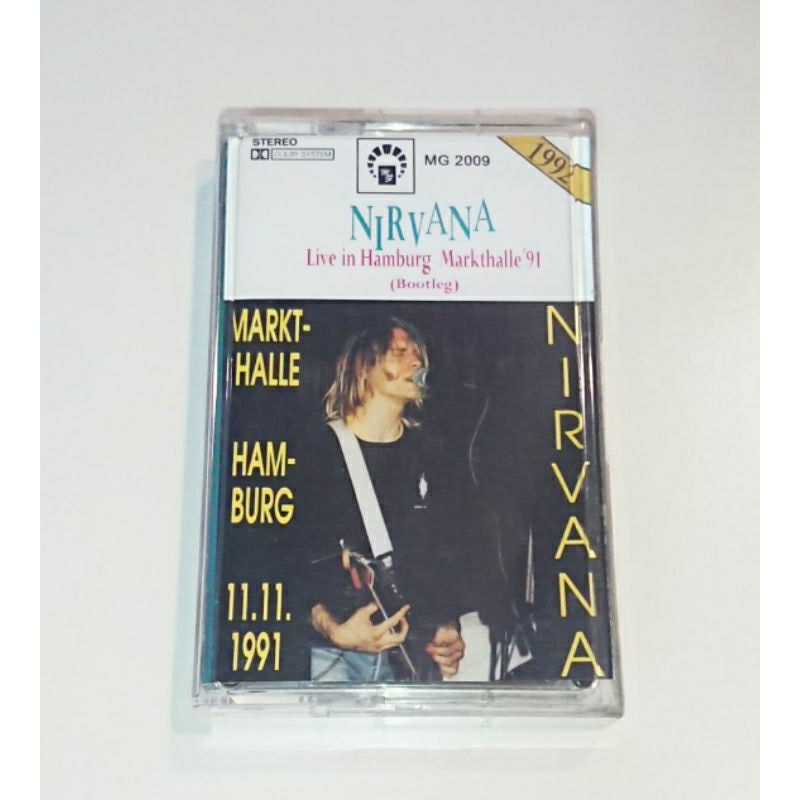 STEREO
DOLBY SYSTEM
MG 2009
1992
NIRVANA
Live in Hamburg Markthalle '91
(Bootleg)
MARKT-
HALLE
HAM-
BURG
11.11.
1991
NIRVANA